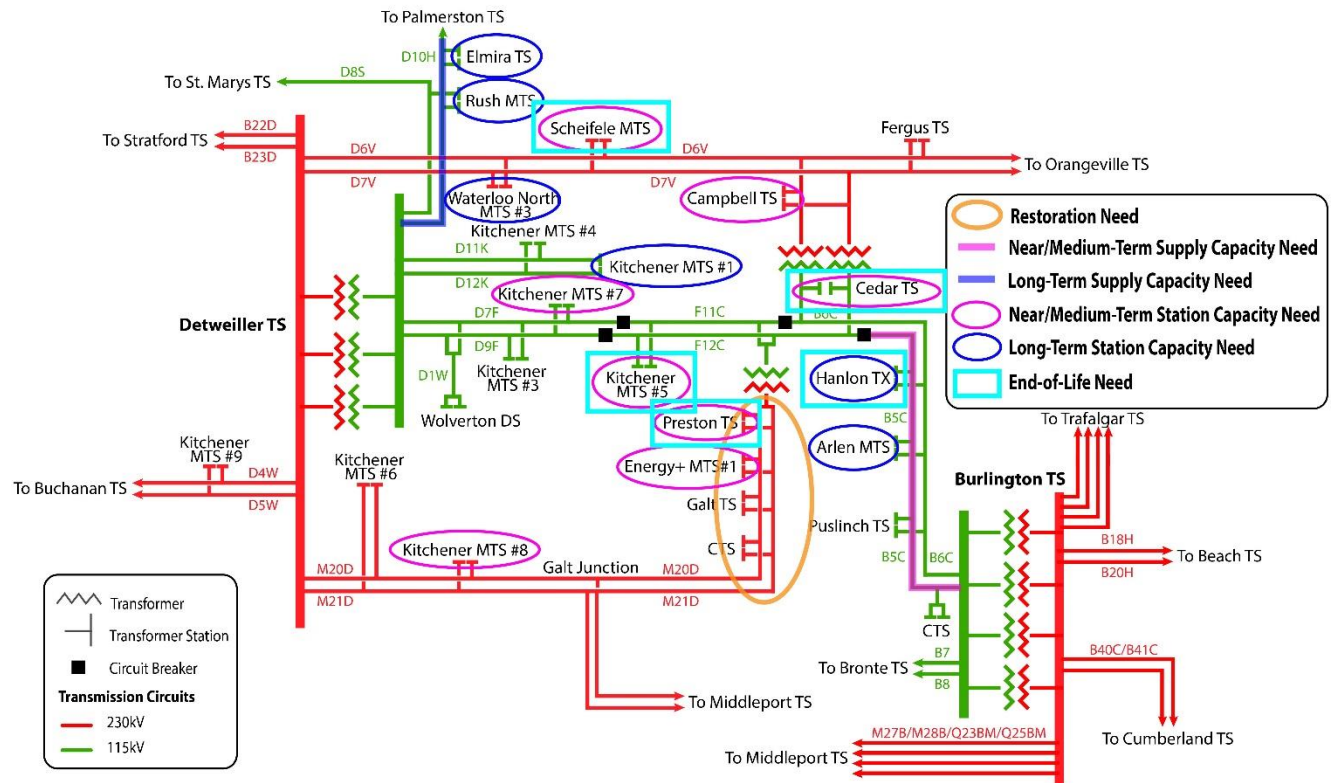 To Palmerston TS
D10H
Elmira TS
D8S
To St. Marys TS
Rush MTS
Scheifele MTS
Fergus TS
B22D
To Stratford TS
B23D
D6V
D6V
To Orangeville TS
D7V
D7V
Waterloo North
MTS #3
Campbell TS
Kitchener MTS #4
D11K
Kitchener MTS #1
D12K
Kitchener MTS #7
Cedar TS
B6C
Detweiller TS
D7F
F11C
D9F
F12C
D1W
Kitchener
MTS #3
Kitchener
MTS #5
Hanlon TX
Wolverton DS
Preston TS
B5C
Arlen MTS
Kitchener
MTS #9
Kitchener
MTS #6
Energy+ MTS#1
D4W
To Buchanan TS
D5W
Galt TS
Puslinch TS
CTS
Kitchener MTS #8
Galt Junction
B5C
B6C
M20D
M20D
M21D
M21D
CTS
To Middleport TS
Restoration Need
Near/Medium-Term Supply Capacity Need
Long-Term Supply Capacity Need
Near/Medium-Term Station Capacity Need
Long-Term Station Capacity Need
End-of-Life Need
To Trafalgar TS
Burlington TS
B18H
To Beach TS
B20H
B7
To Bronte TS
B8
B40C/B41C
To Cumberland TS
M27B/M28B/Q23BM/Q25BM
To Middleport TS
Transformer
Transformer Station
Circuit Breaker
Transmission Circuits
230kV
115kV